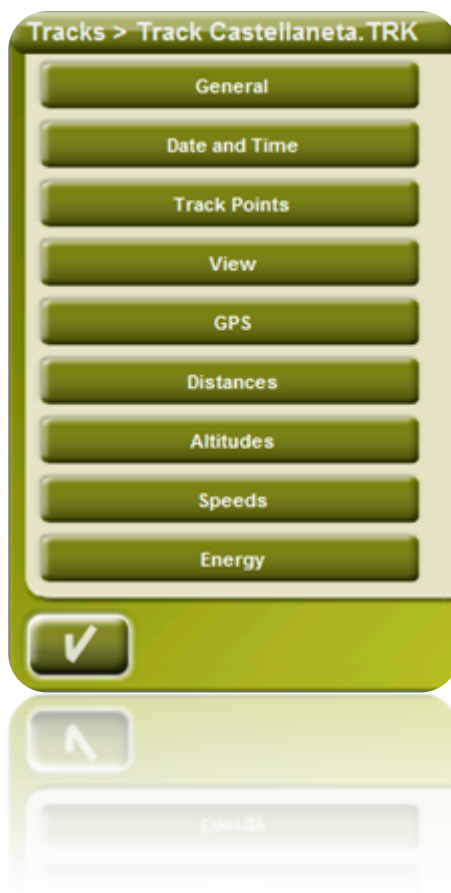 Tracks > Track Castellaneta.TRK
General
Date and Time
Track Points
View
GPS
Distances
Altitudes
Speeds
Energy